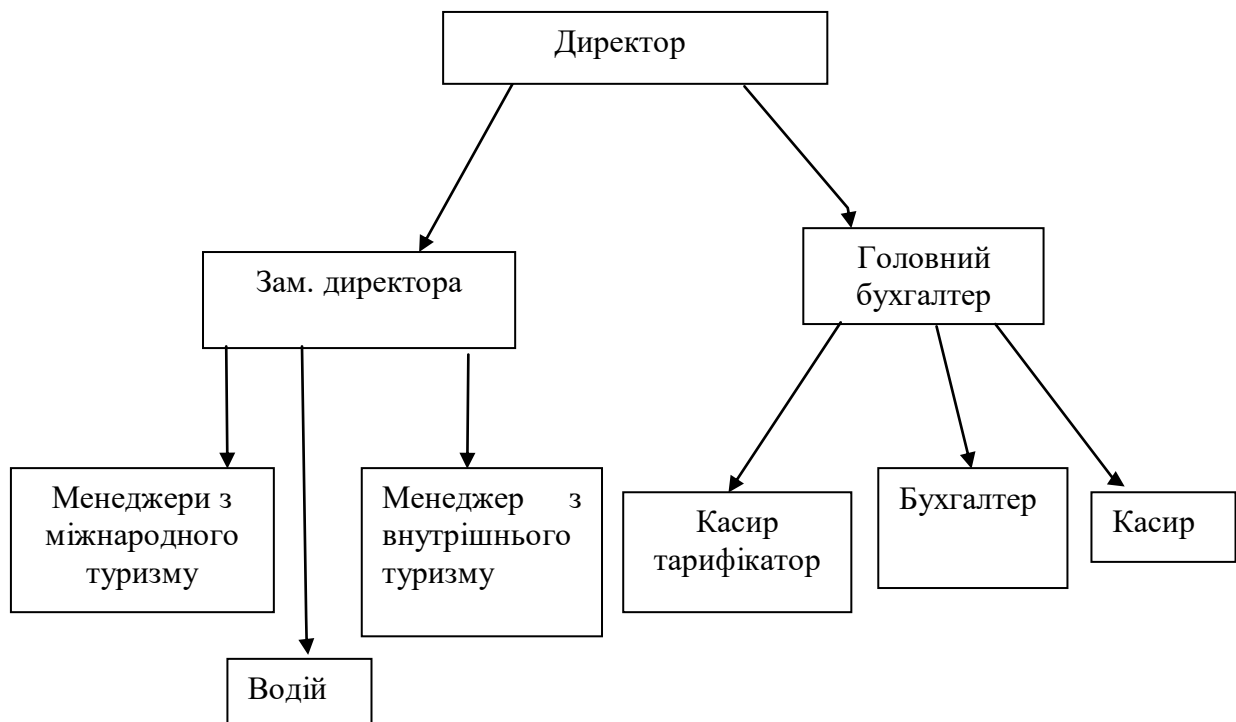 Директор
Зам. директора
Головний
бухгалтер
Менеджери з
міжнародного
туризму
Менеджер з
внутрішнього
туризму
Касир
тарифікатор
Бухгалтер
Касир
Водій